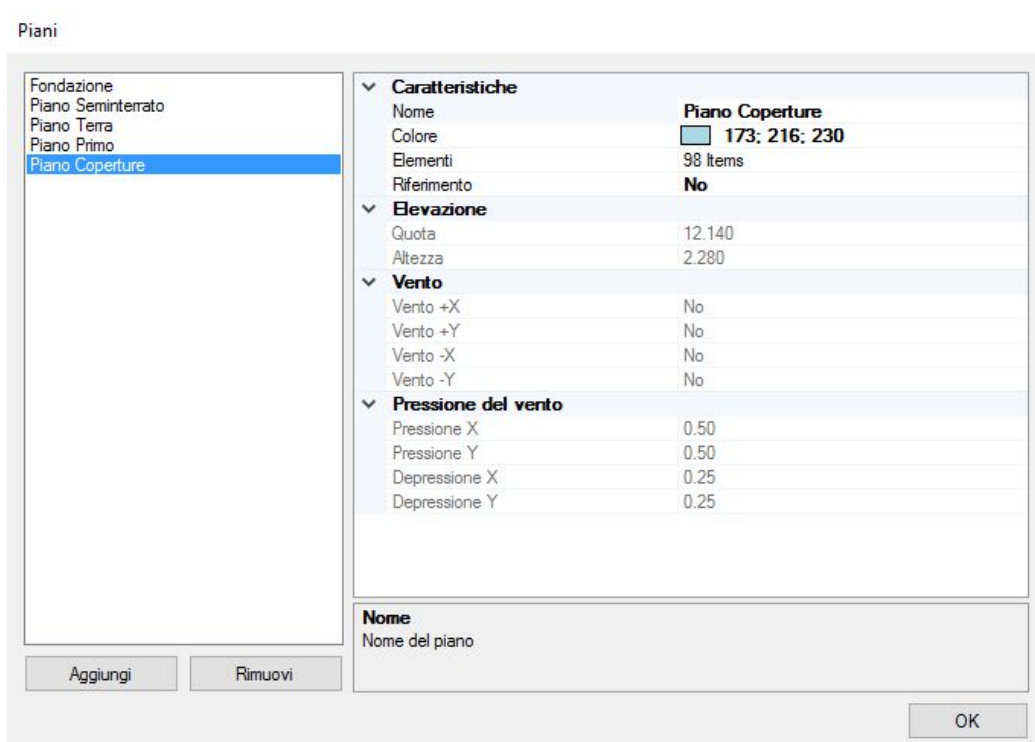 Piani
Fondazione
Piano Seminterrato
Piano Terra
Piano Primo
Piano Coperture
Aggiungi Rimuovi
Caratteristiche
Nome Piano Coperture
Colore 173; 216; 230
Elementi 98 Items
Riferimento No
Elevazione
Quota 12.140
Altezza 2.280
Vento
Vento +X No
Vento +Y No
Vento -X No
Vento -Y No
Pressione del vento
Pressione X 0.50
Pressione Y 0.50
Depressione X 0.25
Depressione Y 0.25
Nome
Nome del piano
OK